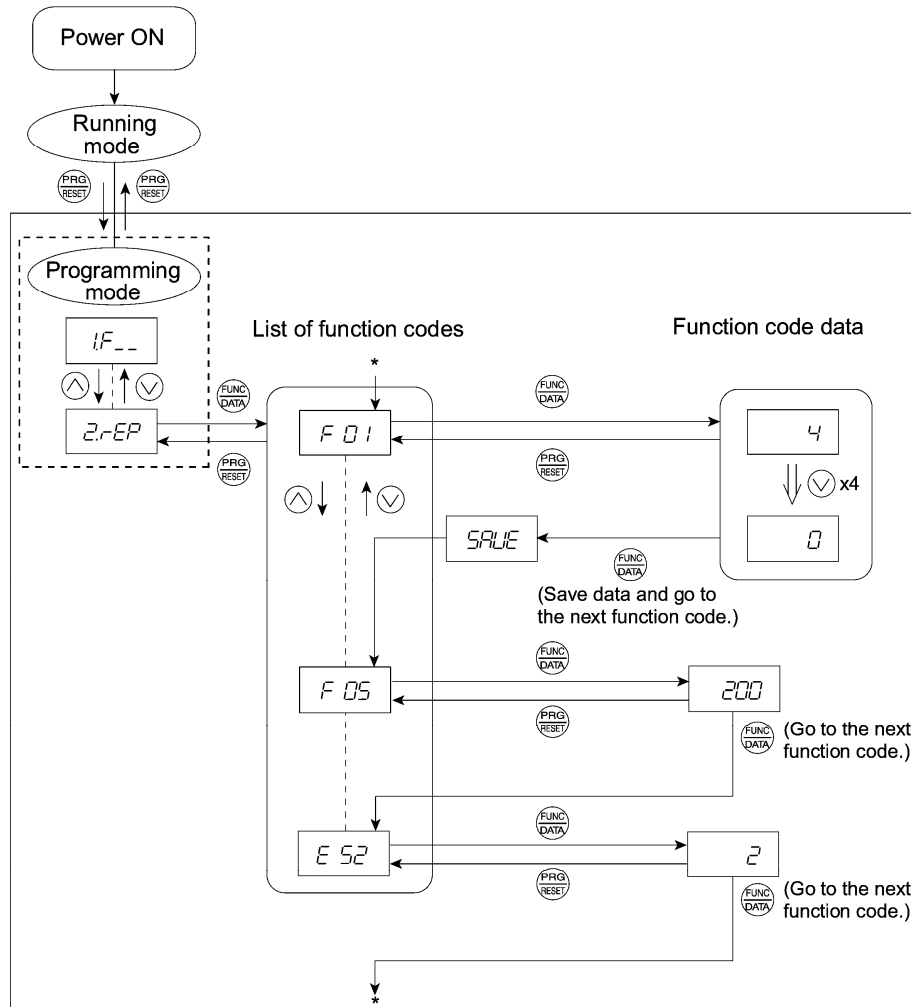 Power ON
Running
mode
PRG
RESET
PRG
RESET
Programming
mode
1.F__
2.rEP
FUNC
DATA
PRG
RESET
List of function codes
*
F 01
FUNC
DATA
PRG
RESET
Function code data
4
x4
0
SAVE
FUNC
DATA
(Save data and go to
the next function code.)
F 05
FUNC
DATA
PRG
RESET
200
FUNC
DATA
(Go to the next
function code.)
E 52
FUNC
DATA
PRG
RESET
2
FUNC
DATA
(Go to the next
function code.)
*